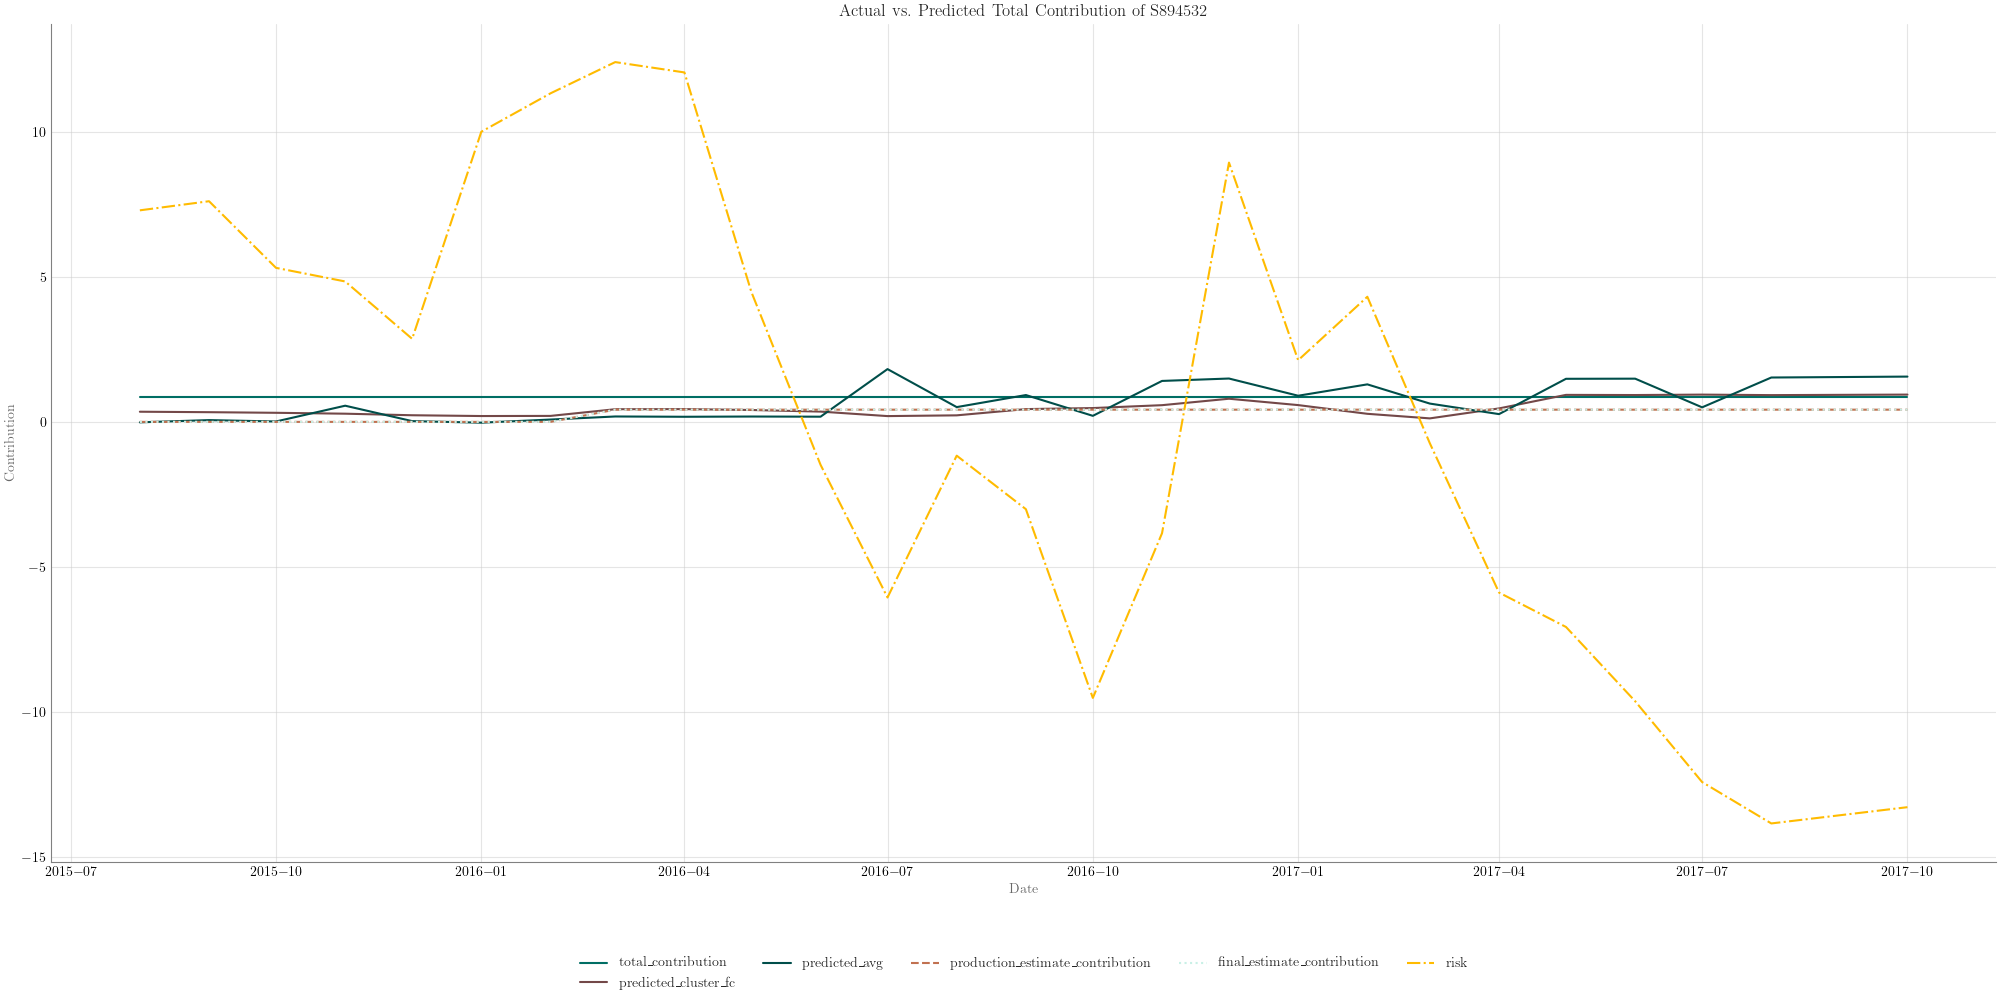 Actual vs. Predicted Total Contribution of S894532
Contribution
10
5
0
−5
−10
−15
2015−07 2015−10 2016−01 2016−04 2016−07 2016−10 2017−01 2017−04 2017−07 2017−10
Date
total_contribution predicted_avg production_estimate_contribution final_estimate_contribution risk
predicted_cluster_fc